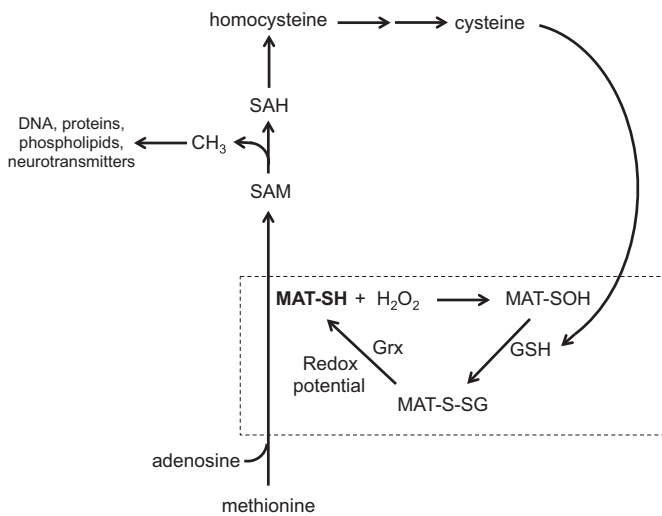 homocysteine
cysteine
SAH
DNA, proteins,
phospholipids,
neurotransmitters
CH3
SAM
MAT-SH + H2O2
MAT-SOH
Grx
GSH
Redox
potential
MAT-S-SG
adenosine
methionine